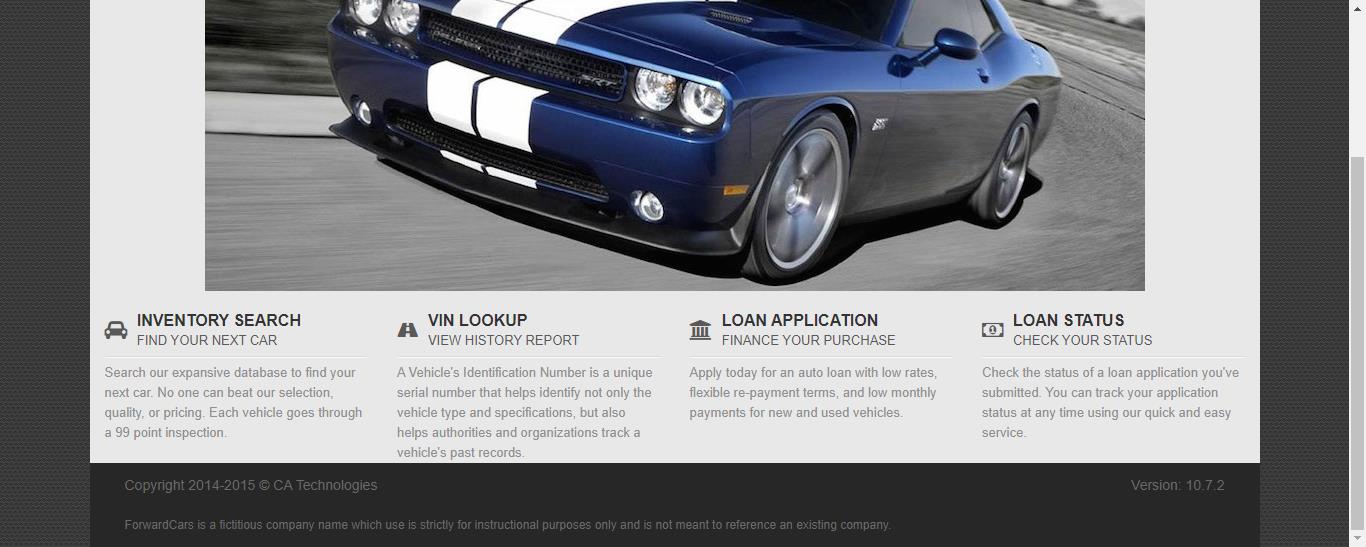 INVENTORY SEARCH
FIND YOUR NEXT CAR
Search our expansive database to find your
next car. No one can beat our selection,
quality, or pricing. Each vehicle goes through
a 99 point inspection.
VIN LOOKUP
VIEW HISTORY REPORT
A Vehicle's Identification Number is a unique
serial number that helps identify not only the
vehicle type and specifications, but also
helps authorities and organizations track a
vehicle's past records.
LOAN APPLICATION
FINANCE YOUR PURCHASE
Apply today for an auto loan with low rates,
flexible re-payment terms, and low monthly
payments for new and used vehicles.
LOAN STATUS
CHECK YOUR STATUS
Check the status of a loan application you've
submitted. You can track your application
status at any time using our quick and easy
service.
Copyright 2014-2015 © CA Technologies
Version: 10.7.2
ForwardCars is a fictitious company name which use is strictly for instructional purposes only and is not meant to reference an existing company.